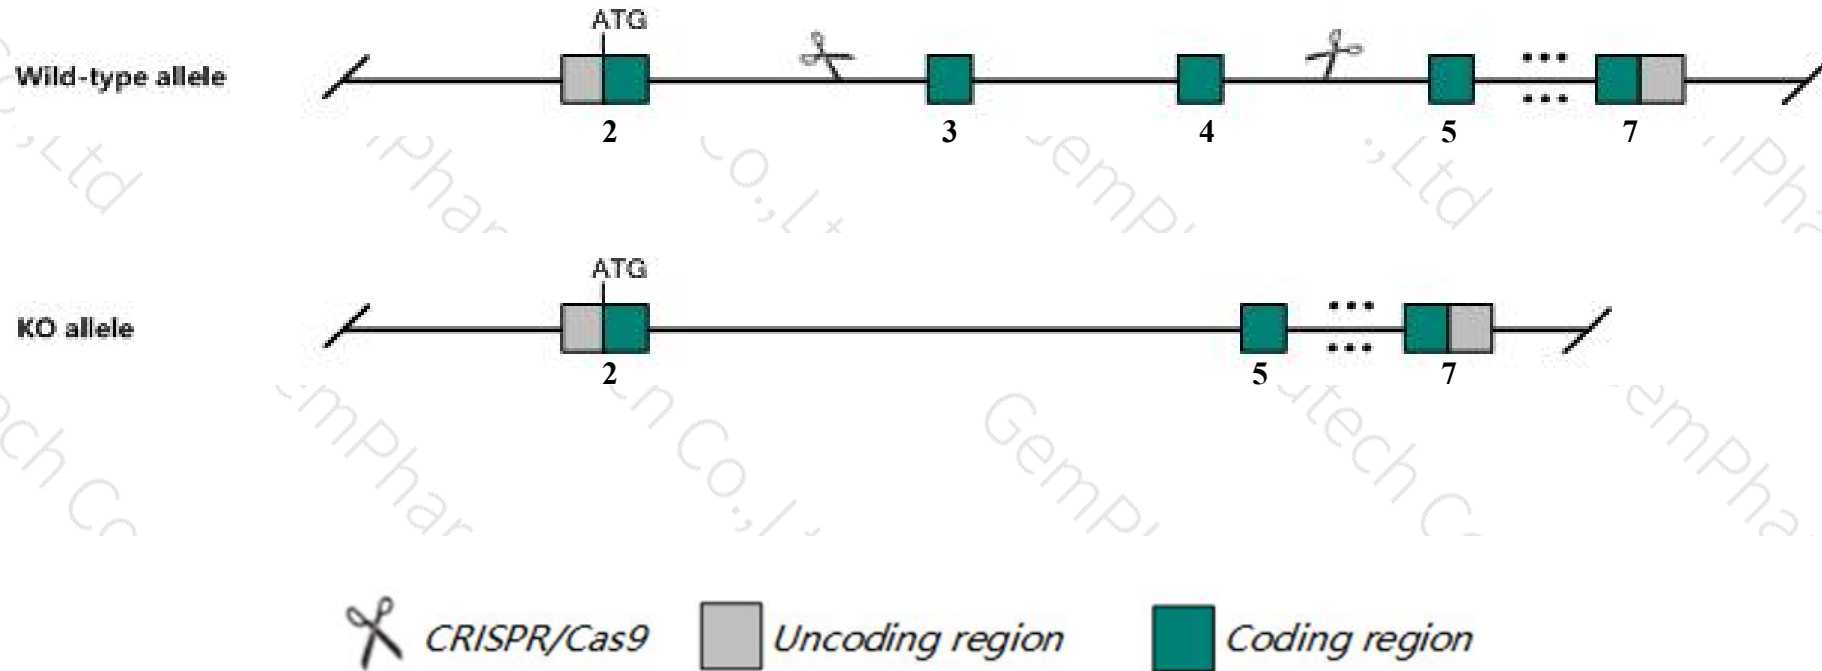 ATG
Wild-type allele
2 3 4 5 7
ATG
KO allele
2 5 7
CRISPR/Cas9 Uncoding region Coding region